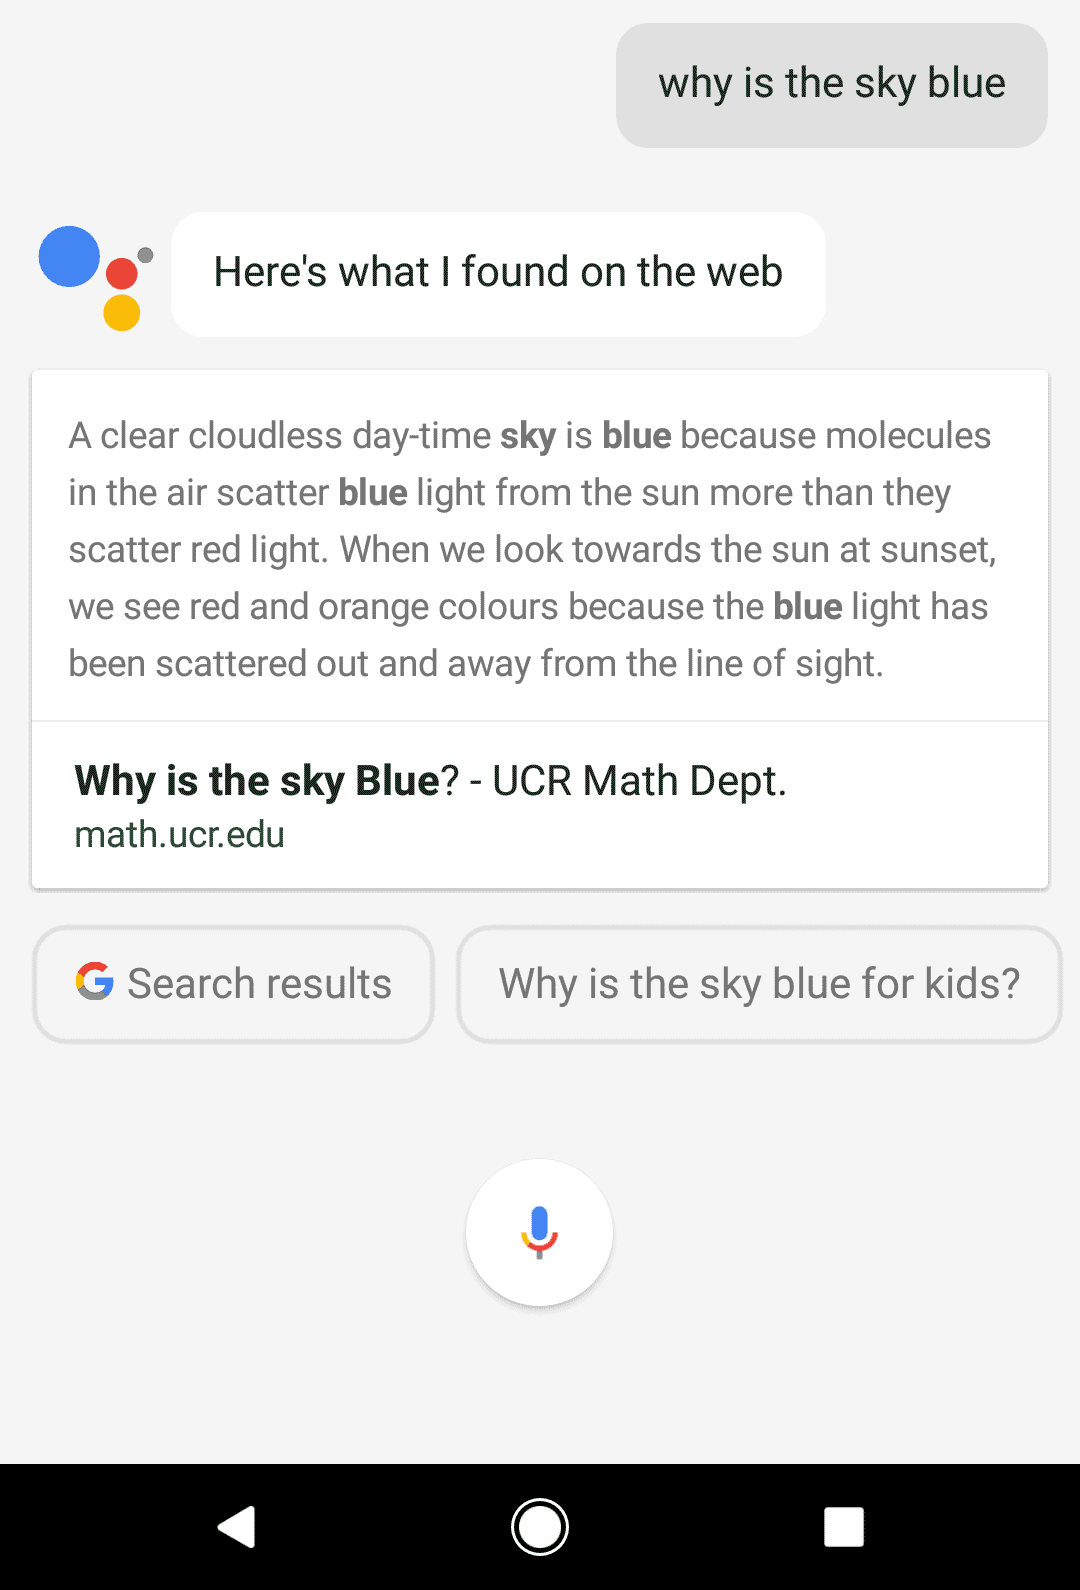 why is the sky blue
Here's what I found on the web
A clear cloudless day-time sky is blue because molecules
in the air scatter blue light from the sun more than they
scatter red light. When we look towards the sun at sunset,
we see red and orange colours because the blue light has
been scattered out and away from the line of sight.
Why is the sky Blue? - UCR Math Dept.
math.ucr.edu
G Search results
Why is the sky blue for kids?